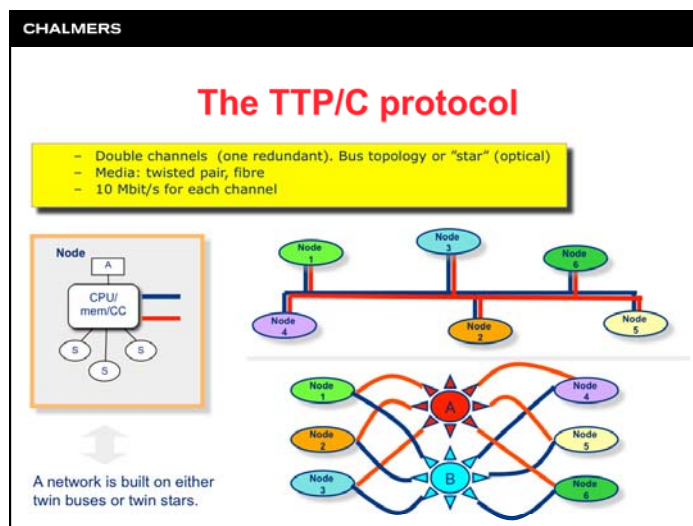 CHALMERS
The TTP/C protocol
– Double channels (one redundant). Bus topology or ”star” (optical)
– Media: twisted pair, fibre
– 10 Mbit/s for each channel
Node
A
CPU/
mem/CC
S
S
S
Node
1
Node
3
Node
6
Node
4
Node
2
Node
5
Node
1
Node
2
Node
3
A
B
Node
4
Node
5
Node
6
A network is built on either
twin buses or twin stars.